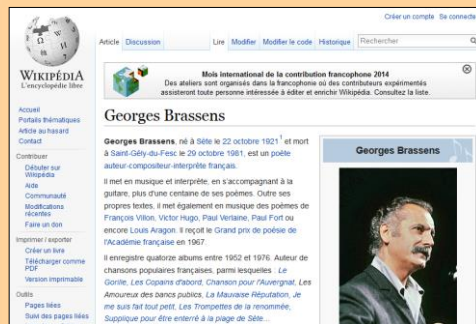 Créer un compte Se connecte
WIKIPÉDIA
L'encyclopédie libre
Article Discussion Lire Modifier Modifier le code Historique Rechercher
Mois international de la contribution francophone 2014
Des ateliers sont organisés dans la francophonie où des contributeurs expérimentés
assisteront toute personne intéressée à éditer et enrichir Wikipédia. Consultez la liste.
Accueil
Portails thématiques
Article au hasard
Contact
Contribuer
Débuter sur
Wikipédia
Aide
Communauté
Modifications
récentes
Faire un don
Imprimer / exporter
Créer un livre
Télécharger comme
PDF
Version imprimable
Outils
Pages liées
Suivi des pages liées
Georges Brassens
Georges Brassens, né à Sète le 22 octobre 1921¹ et mort
à Saint-Gély-du-Fesc le 29 octobre 1981, est un poète
auteur-compositeur-interprète français.
Il met en musique et interprète, en s'accompagnant à la
guitare, plus d'une centaine de ses poèmes. Outre ses
propres textes, il met également en musique des poèmes de
François Villon, Victor Hugo, Paul Verlaine, Paul Fort ou
encore Louis Aragon. Il reçoit le Grand prix de poésie de
l'Académie française en 1967.
Il enregistre quatorze albums entre 1952 et 1976. Auteur de
chansons populaires françaises, parmi lesquelles : Le
Gorille, Les Copains d'abord, Chanson pour l'Auvergnat, Les
Amoureux des bancs publics, La Mauvaise Réputation, Je
me suis fait tout petit, Les Trompettes de la renommée,
Supplique pour être enterré à la plage de Sète...
Georges Brassens